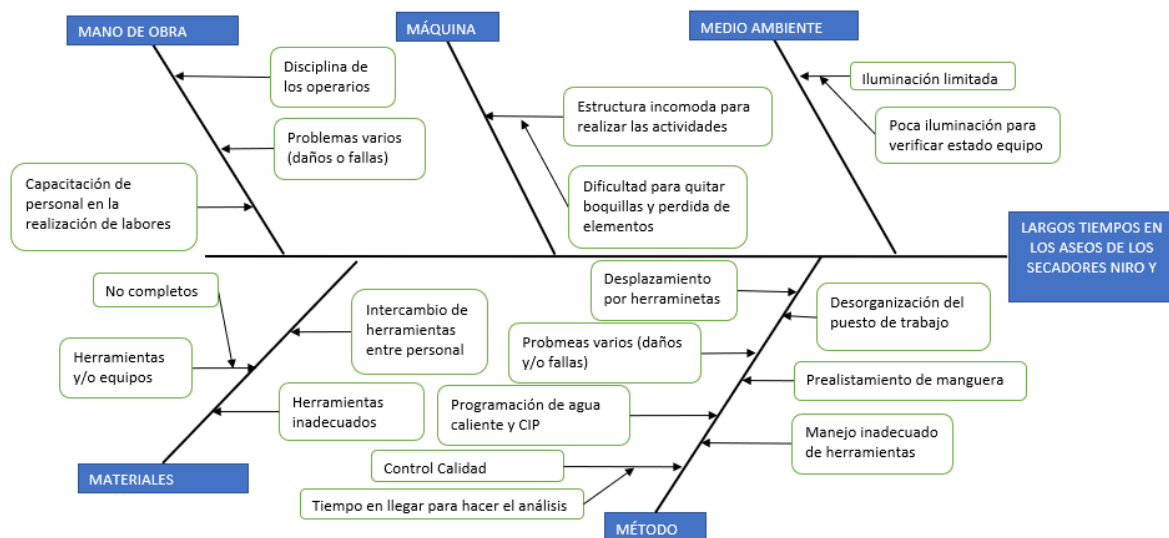 MANO DE OBRA
MÁQUINA
MEDIO AMBIENTE
Disciplina de
los operarios
Problemas varios
(daños o fallas)
Capacitación de
personal en la
realización de labores
Estructura incomoda para
realizar las actividades
Dificultad para quitar
boquillas y perdida de
elementos
Iluminación limitada
Poca iluminación para
verificar estado equipo
LARGOS TIEMPOS EN
LOS ASEOS DE LOS
SECADORES NIRO Y
No completos
Herramientas
y/o equipos
Intercambio de
herramientas
entre personal
Herramientas
inadecuados
MATERIALES
Desplazamiento
por herraminetas
Desorganización del
puesto de trabajo
Probmeas varios (daños
y/o fallas)
Prealistamiento de manguera
Programación de agua
caliente y CIP
Manejo inadecuado
de herramientas
Control Calidad
Tiempo en llegar para hacer el análisis
MÉTODO